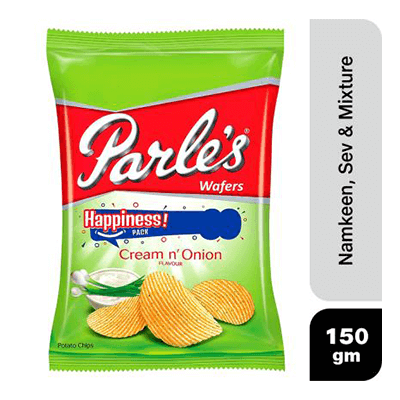 Parle's
Wafers
Happiness!
PACK
Cream n' Onion
FLAVOUR
Potato Chips
Namkeen, Sev & Mixture
150
gm